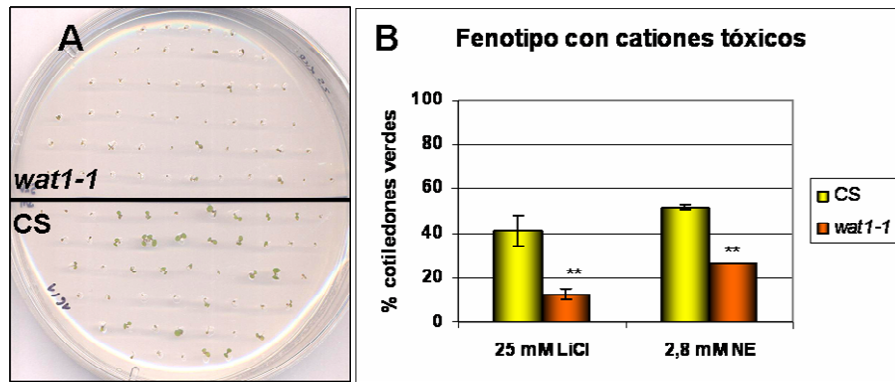 A
wat1-1
CS
B
Fenotipo con cationes tóxicos
% cotiledones verdes
100
80
60
40
20
0
**
**
25 mM LiCl
2,8 mM NE
CS
wat1-1